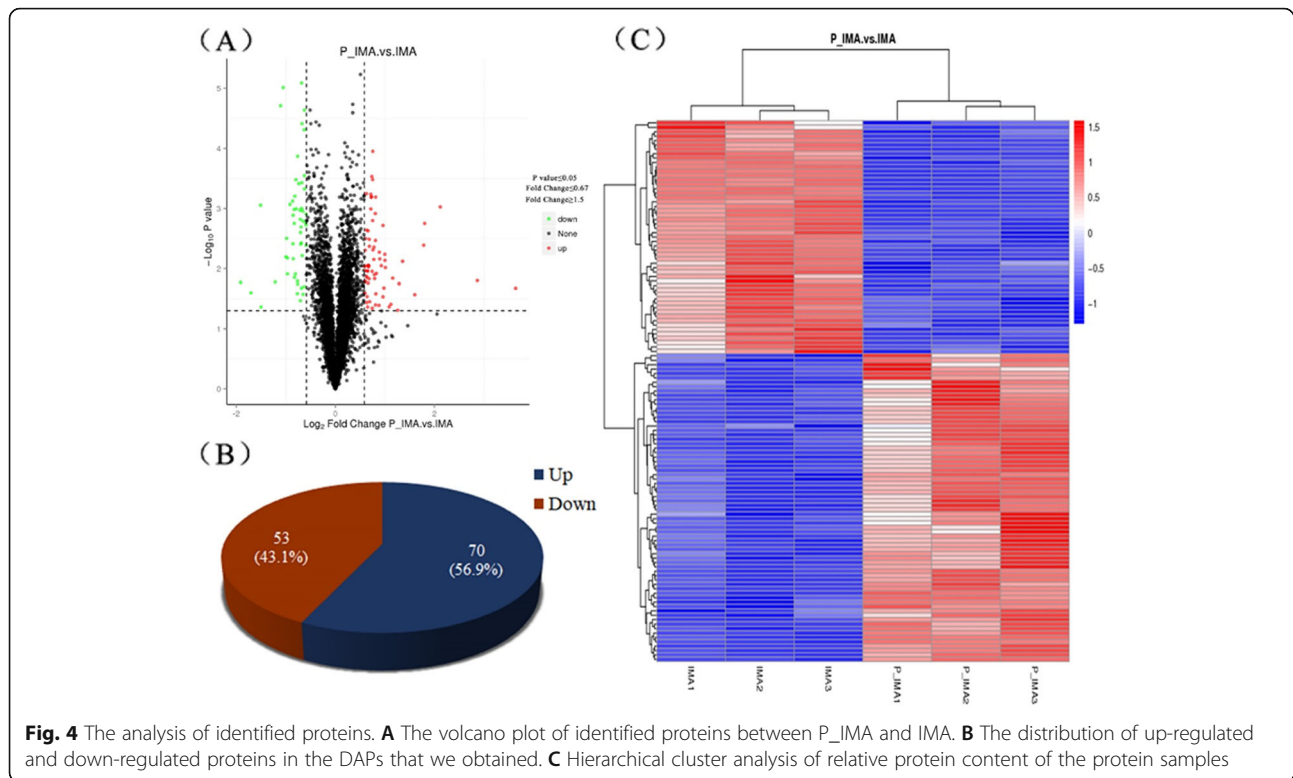 (A)
P_IMA.vs.IMA
5
4
3
2
1
0
−Log10 P value
-2
0
2
Log2 Fold Change P_IMA.vs.IMA
P value≤0.05
Fold Change≤0.67
Fold Change≥1.5
down
None
up
(B)
Up
Down
53
(43.1%)
70
(56.9%)
(C)
P_IMA.vs.IMA
1.5
1
0.5
0
−0.5
−1
IMA1
IMA2
IMA3
P_IMA1
P_IMA2
P_IMA3
Fig. 4 The analysis of identified proteins. A The volcano plot of identified proteins between P_IMA and IMA. B The distribution of up-regulated
and down-regulated proteins in the DAPs that we obtained. C Hierarchical cluster analysis of relative protein content of the protein samples